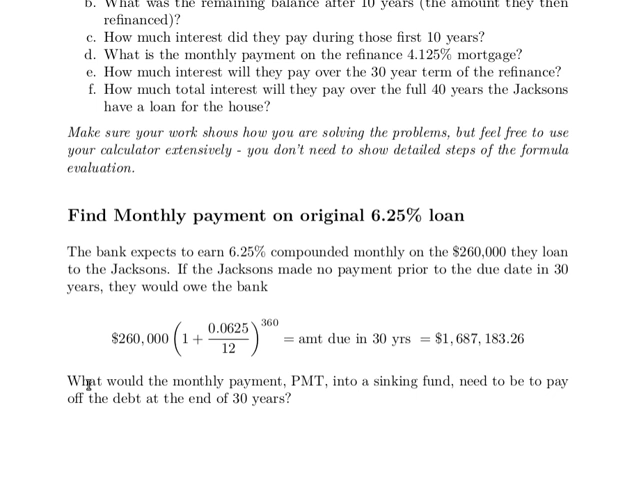 b. What was the remaining balance after 10 years (the amount they then
refinanced)?
c. How much interest did they pay during those first 10 years?
d. What is the monthly payment on the refinance 4.125% mortgage?
e. How much interest will they pay over the 30 year term of the refinance?
f. How much total interest will they pay over the full 40 years the Jacksons
have a loan for the house?
Make sure your work shows how you are solving the problems, but feel free to use
your calculator extensively - you don't need to show detailed steps of the formula
evaluation.
Find Monthly payment on original 6.25% loan
The bank expects to earn 6.25% compounded monthly on the $260,000 they loan
to the Jacksons. If the Jacksons made no payment prior to the due date in 30
years, they would owe the bank
$260,000 (1 + 0.0625/12)^360 = amt due in 30 yrs = $1,687,183.26
What would the monthly payment, PMT, into a sinking fund, need to be to pay
off the debt at the end of 30 years?